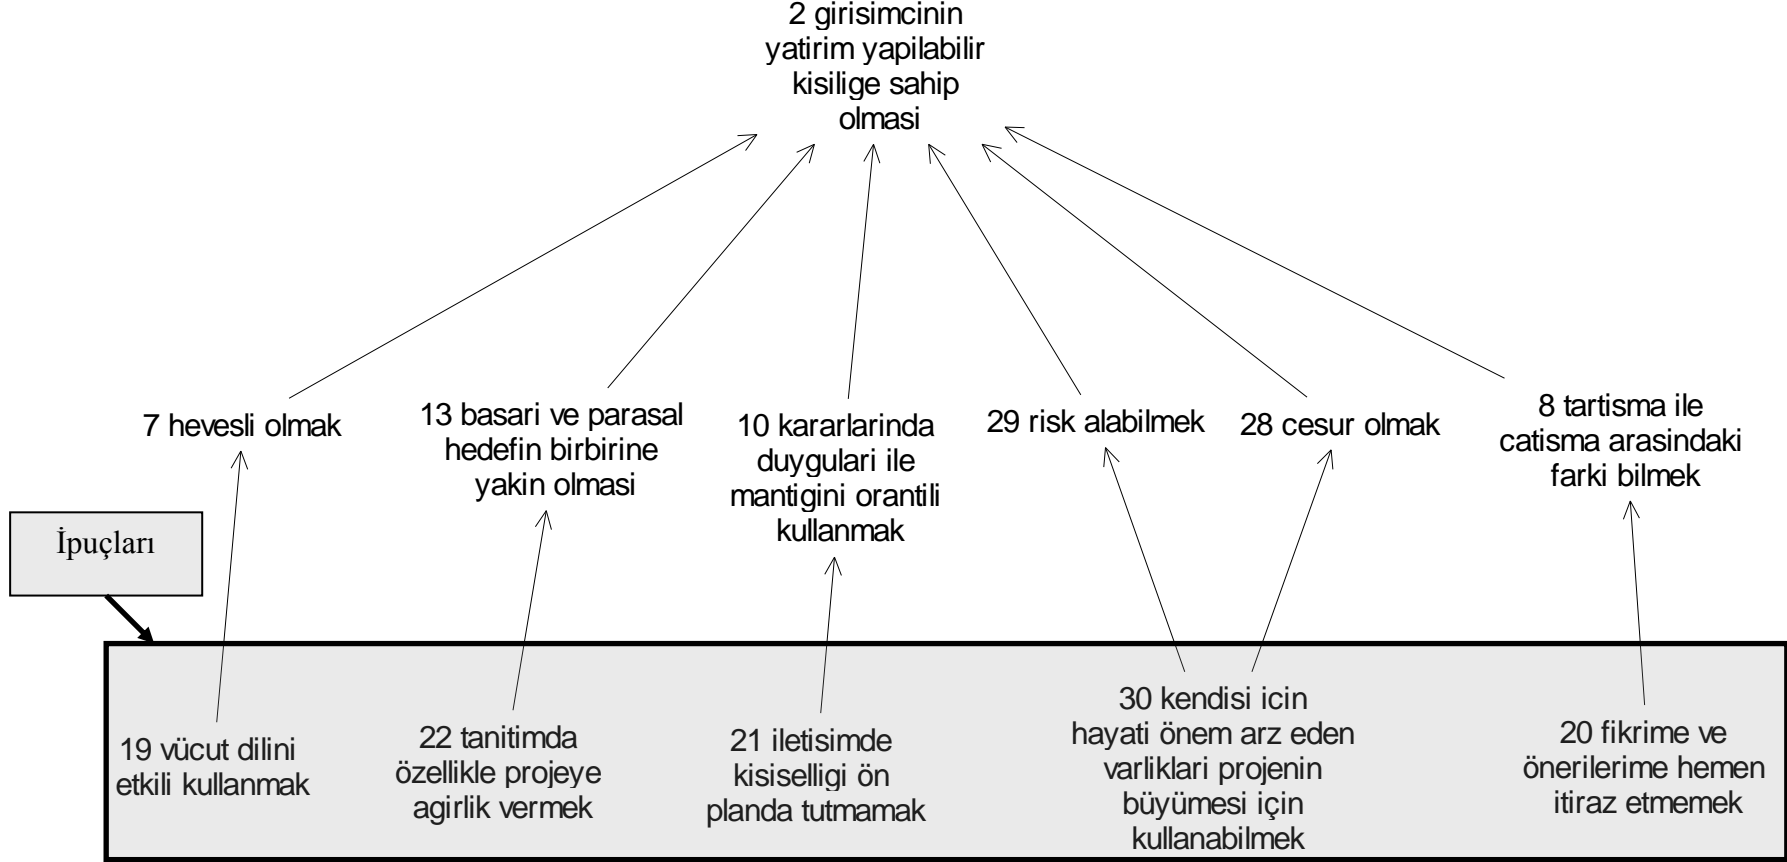 2 girisimcinin
yatirim yapilabilir
kisilige sahip
olmasi
7 hevesli olmak
13 basari ve parasal
hedefin birbirine
yakin olmasi
10 kararlarinda
duygulari ile
mantigini orantili
kullanmak
29 risk alabilmek
28 cesur olmak
8 tartisma ile
catisma arasindaki
farki bilmek
İpuçları
19 vücut dilini
etkili kullanmak
22 tanitimda
özellikle projeye
agirlik vermek
21 iletisimde
kisiselligi ön
planda tutmamak
30 kendisi icin
hayati önem arz eden
varliklari projenin
büyümesi için
kullanabilmek
20 fikrime ve
önerilerime hemen
itiraz etmemek